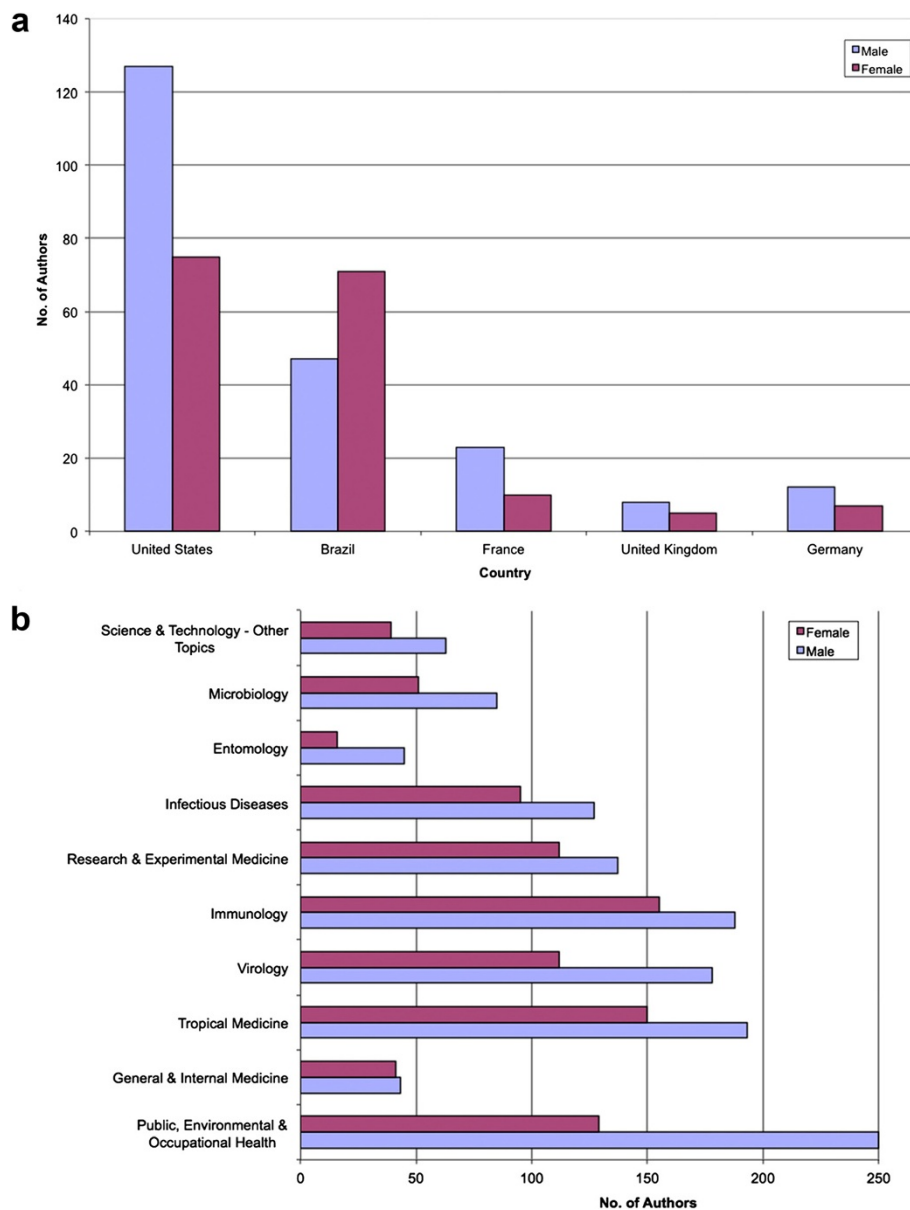 a
140
120
100
80
60
40
20
0
No. of Authors
Male
Female
United States
Brazil
France
United Kingdom
Germany
Country
b
Science & Technology - Other
Topics
Microbiology
Entomology
Infectious Diseases
Research & Experimental Medicine
Immunology
Virology
Tropical Medicine
General & Internal Medicine
Public, Environmental &
Occupational Health
Female
Male
0 50 100 150 200 250
No. of Authors